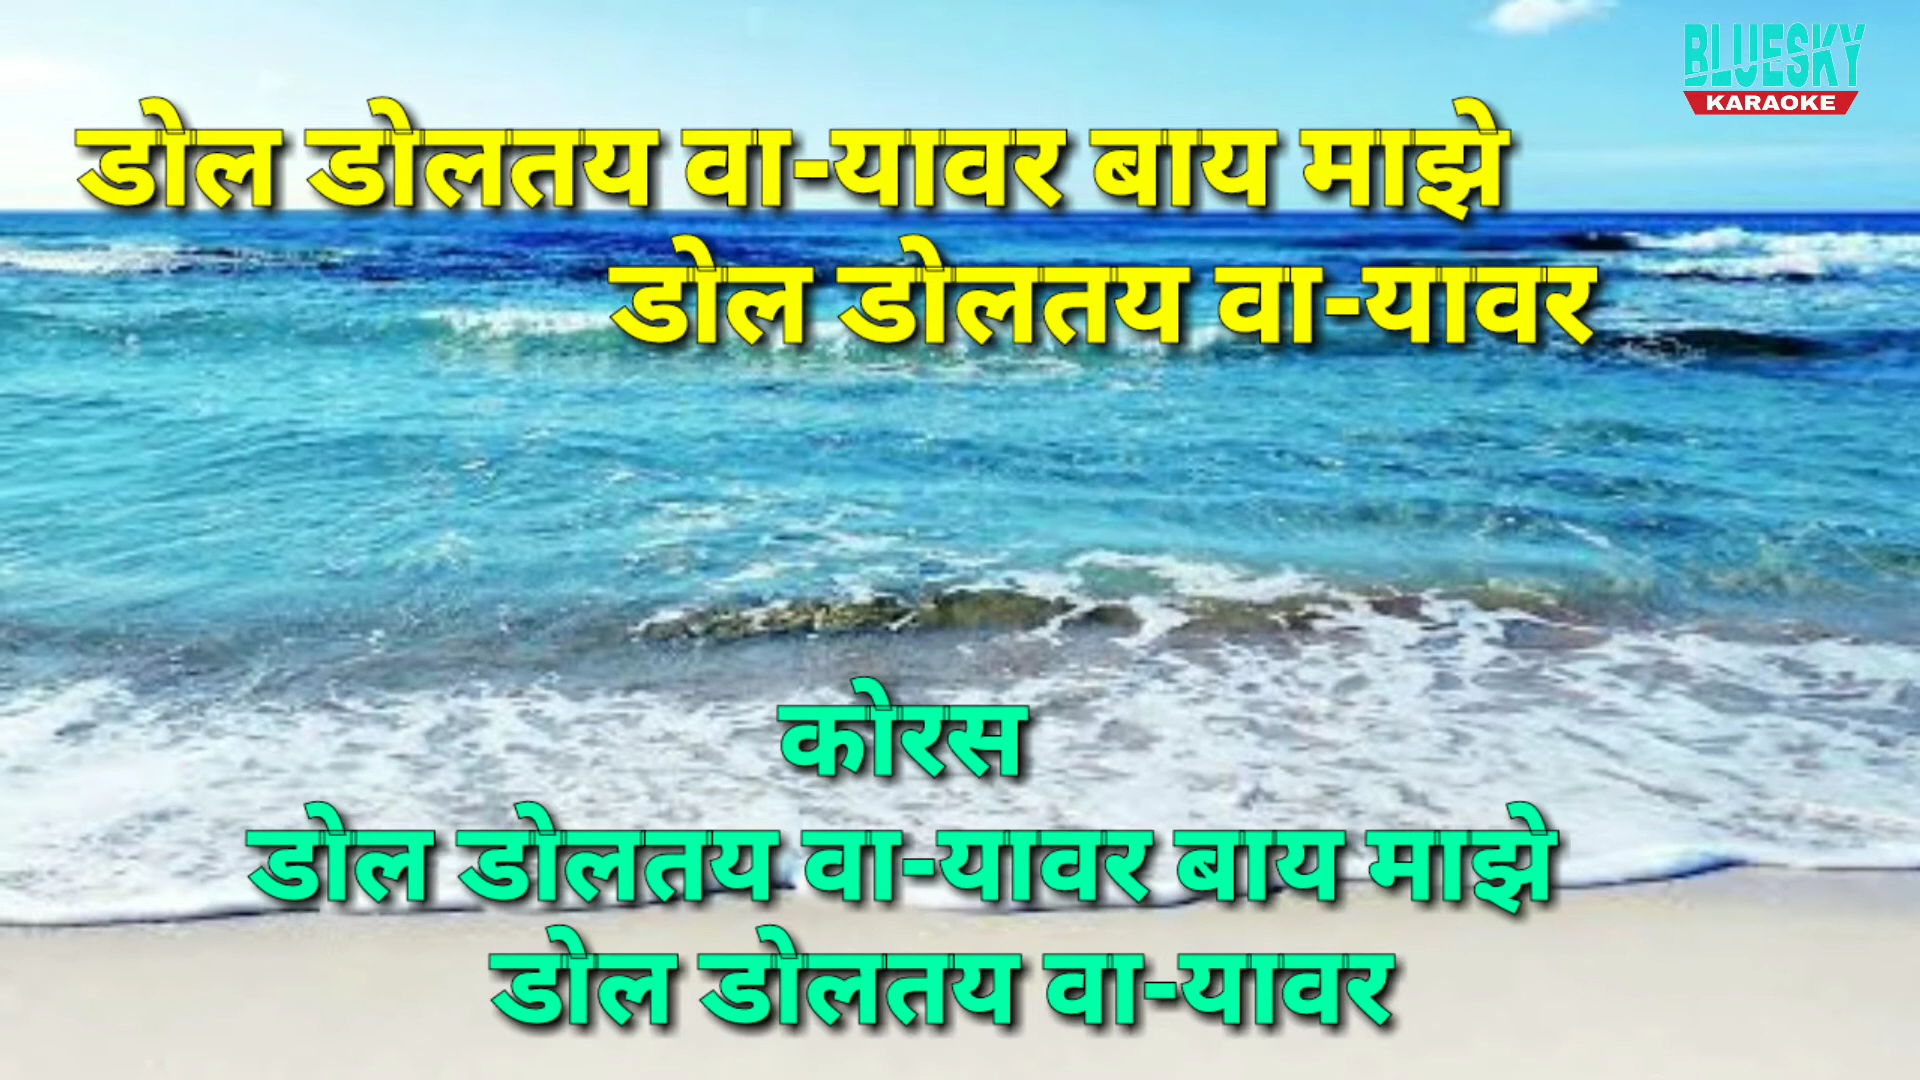 BLUESKY
KARAOKE
डोल डोलतय वा-यावर बाय माझे
डोल डोलतय वा-यावर
कोरस
डोल डोलतय वा-यावर बाय माझे
डोल डोलतय वा-यावर